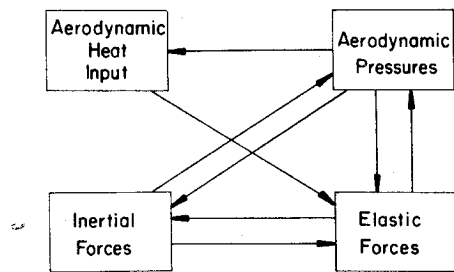 Aerodynamic
Heat
Input
Aerodynamic
Pressures
Inertial
Forces
Elastic
Forces